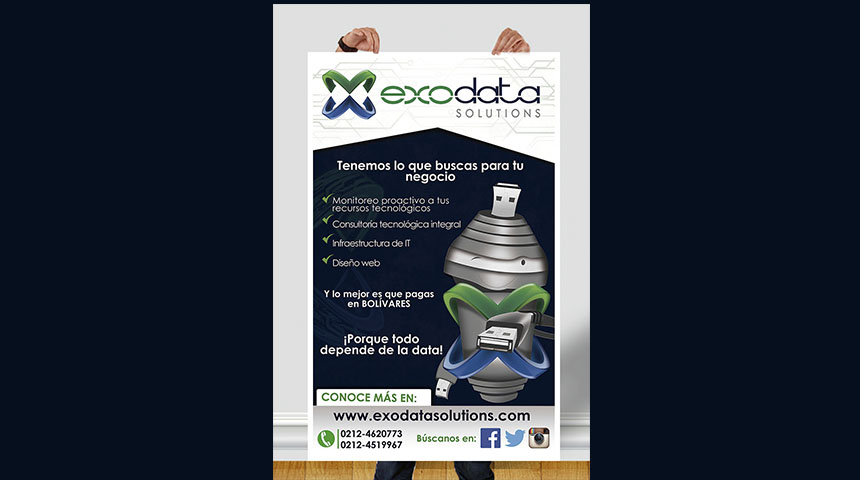 exodata
SOLUTIONS
Tenemos lo que buscas para tu
negocio
Monitoreo proactivo a tus
recursos tecnológicos
Consultoría tecnológica integral
Infraestructura de IT
Diseño web
Y lo mejor es que pagas
en BOLÍVARES
¡Porque todo
depende de la data!
CONOCE MÁS EN:
www.exodatasolutions.com
0212-4620773
0212-4519967
Búscanos en: